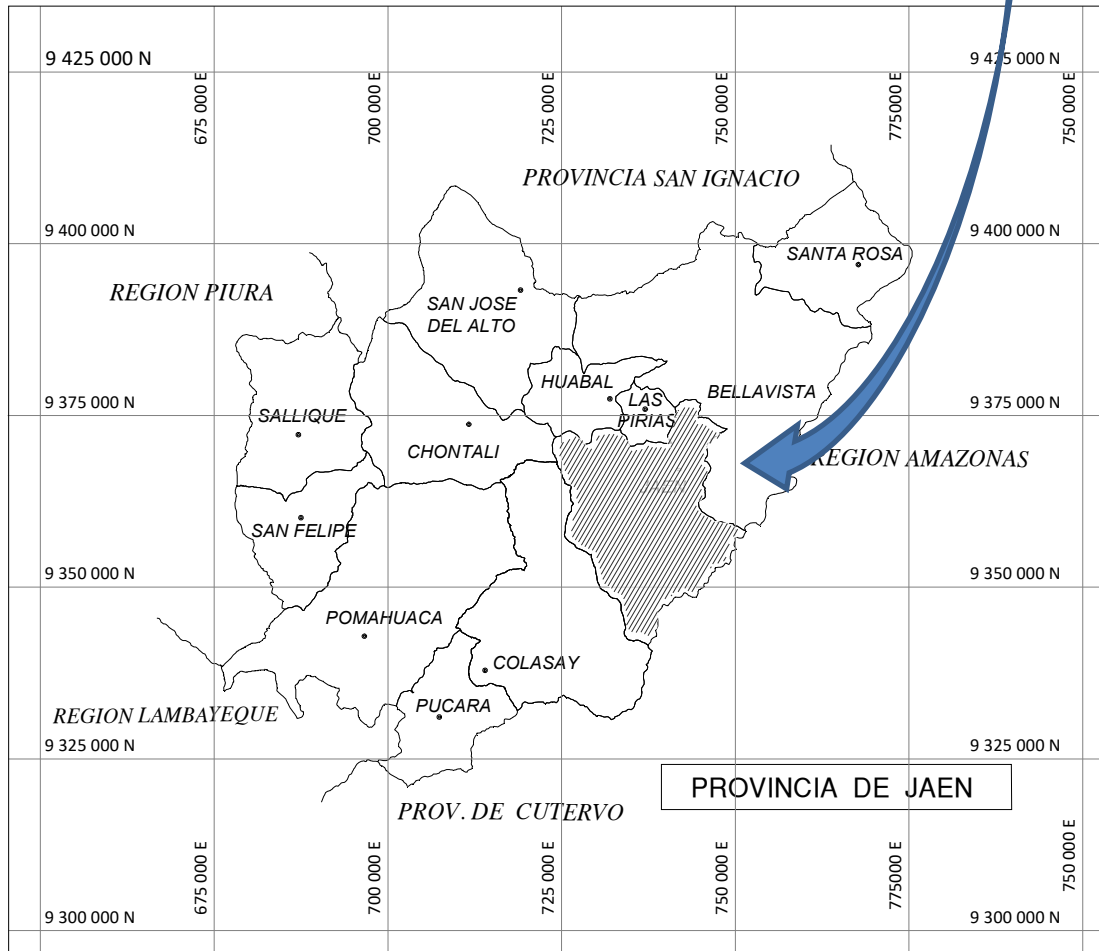 9 425 000 N
9 425 000 N
675 000 E
700 000 E
725 000 E
750 000 E
775000 E
750 000 E
PROVINCIA SAN IGNACIO
9 400 000 N
9 400 000 N
SANTA ROSA
REGION PIURA
SAN JOSE
DEL ALTO
HUABAL
LAS
PIRIAS
BELLAVISTA
9 375 000 N
9 375 000 N
SALLIQUE
CHONTALI
REGION AMAZONAS
JAEN
SAN FELIPE
9 350 000 N
9 350 000 N
POMAHUACA
COLASAY
PUCARA
REGION LAMBAYEQUE
9 325 000 N
9 325 000 N
PROVINCIA DE JAEN
PROV. DE CUTERVO
675 000 E
700 000 E
725 000 E
750 000 E
775000 E
750 000 E
9 300 000 N
9 300 000 N